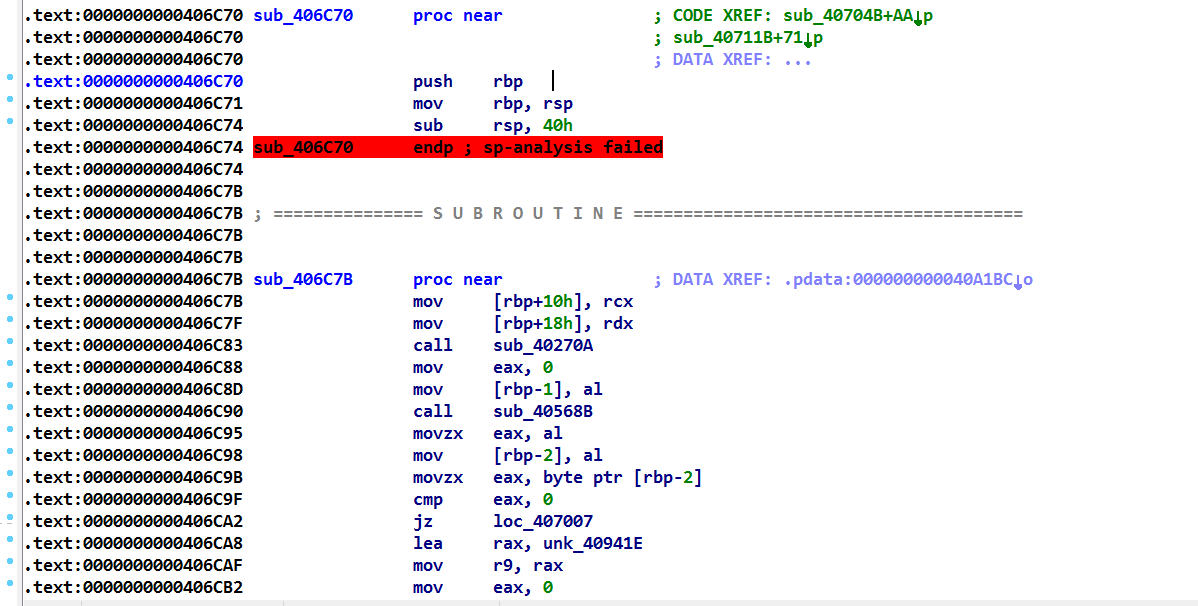 .text:0000000000406C70 sub_406C70 proc near ; CODE XREF: sub_40704B+AA↓p
.text:0000000000406C70 ; sub_40711B+71↓p
.text:0000000000406C70 ; DATA XREF: ...
.text:0000000000406C70 push rbp
.text:0000000000406C71 mov rbp, rsp
.text:0000000000406C74 sub rsp, 40h
.text:0000000000406C74 sub_406C70 endp ; sp-analysis failed
.text:0000000000406C74
.text:0000000000406C7B
.text:0000000000406C7B ; =============== S U B R O U T I N E =======================================
.text:0000000000406C7B
.text:0000000000406C7B
.text:0000000000406C7B sub_406C7B proc near ; DATA XREF: .pdata:000000000040A1BC↓o
.text:0000000000406C7B mov [rbp+10h], rcx
.text:0000000000406C7F mov [rbp+18h], rdx
.text:0000000000406C83 call sub_40270A
.text:0000000000406C88 mov eax, 0
.text:0000000000406C8D mov [rbp-1], al
.text:0000000000406C90 call sub_40568B
.text:0000000000406C95 movzx eax, al
.text:0000000000406C98 mov [rbp-2], al
.text:0000000000406C9B movzx eax, byte ptr [rbp-2]
.text:0000000000406C9F cmp eax, 0
.text:0000000000406CA2 jz loc_407007
.text:0000000000406CA8 lea rax, unk_40941E
.text:0000000000406CAF mov r9, rax
.text:0000000000406CB2 mov eax, 0